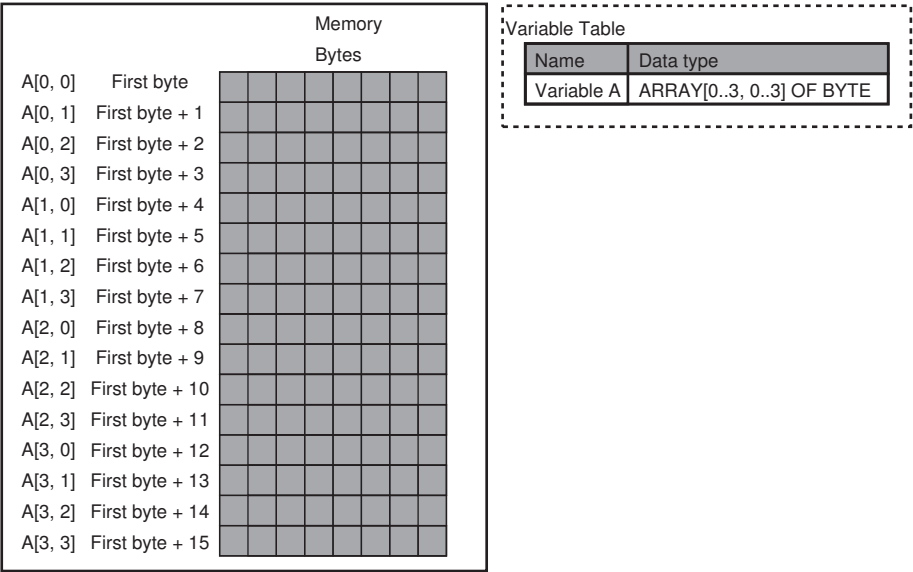 Memory
Bytes
A[0, 0] First byte
A[0, 1] First byte + 1
A[0, 2] First byte + 2
A[0, 3] First byte + 3
A[1, 0] First byte + 4
A[1, 1] First byte + 5
A[1, 2] First byte + 6
A[1, 3] First byte + 7
A[2, 0] First byte + 8
A[2, 1] First byte + 9
A[2, 2] First byte + 10
A[2, 3] First byte + 11
A[3, 0] First byte + 12
A[3, 1] First byte + 13
A[3, 2] First byte + 14
A[3, 3] First byte + 15
Variable Table
Name Data type
Variable A ARRAY[0..3, 0..3] OF BYTE